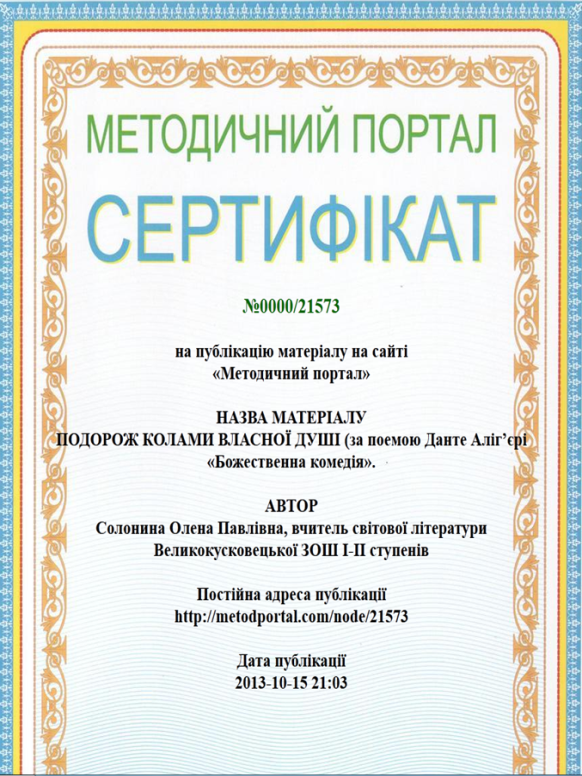 МЕТОДИЧНИЙ ПОРТАЛ
СЕРТИФІКАТ
№0000/21573
на публікацію матеріалу на сайті
«Методичний портал»
НАЗВА МАТЕРІАЛУ
ПОДОРОЖ КОЛАМИ ВЛАСНОЇ ДУШІ (за поемою Данте Аліг’єрі
«Божественна комедія».
АВТОР
Солонина Олена Павлівна, вчитель світової літератури
Великокусковецької ЗОШ І-ІІ ступенів
Постійна адреса публікації
http://metodportal.com/node/21573
Дата публікації
2013-10-15 21:03